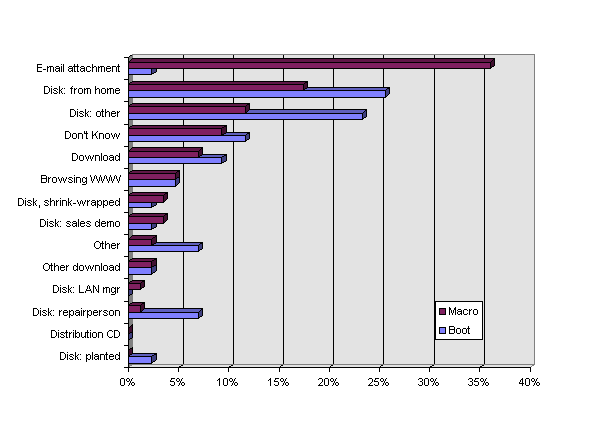 E-mail attachment
Disk: from home
Disk: other
Don't Know
Download
Browsing WWW
Disk, shrink-wrapped
Disk: sales demo
Other
Other download
Disk: LAN mgr
Disk: repairperson
Distribution CD
Disk: planted
Macro
Boot
0% 5% 10% 15% 20% 25% 30% 35% 40%